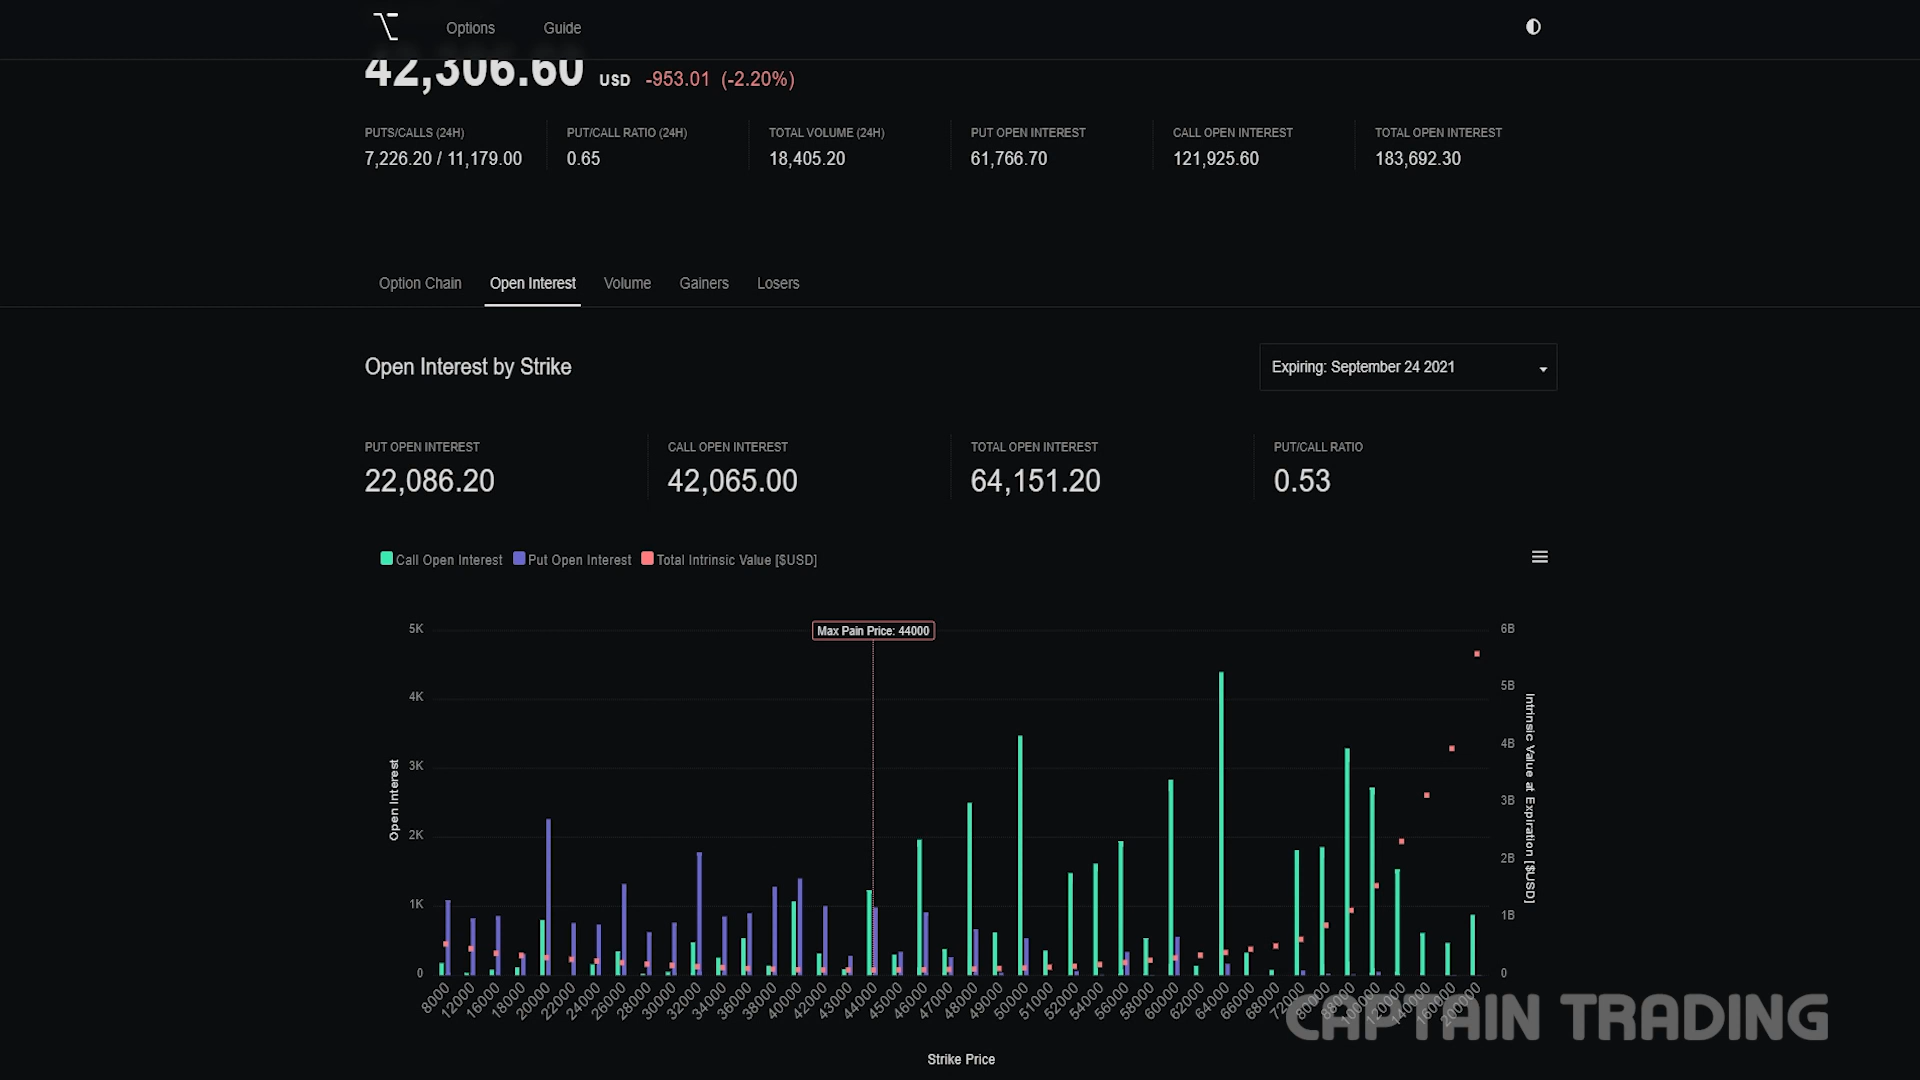 Options Guide
42,306.60 USD -953.01 (-2.20%)
PUTS/CALLS (24H) PUT/CALL RATIO (24H) TOTAL VOLUME (24H) PUT OPEN INTEREST CALL OPEN INTEREST TOTAL OPEN INTEREST
7,226.20 / 11,179.00 0.65 18,405.20 61,766.70 121,925.60 183,692.30
Option Chain Open Interest Volume Gainers Losers
Open Interest by Strike
Expiring: September 24 2021
PUT OPEN INTEREST CALL OPEN INTEREST TOTAL OPEN INTEREST PUT/CALL RATIO
22,086.20 42,065.00 64,151.20 0.53
Call Open Interest Put Open Interest Total Intrinsic Value [$USD]
Max Pain Price: 44000
5K
4K
3K
2K
1K
0
Open Interest
6B
5B
4B
3B
2B
1B
0
Intrinsic Value at Expiration [$USD]
8000 12000 16000 18000 20000 22000 24000 26000 28000 30000 32000 34000 36000 38000 40000 42000 43000 44000 45000 46000 47000 48000 49000 50000 51000 52000 54000 56000 58000 60000 62000 64000 66000 68000 72000 80000 88000 100000 120000 140000 160000 200000
Strike Price
CAPTAIN TRADING